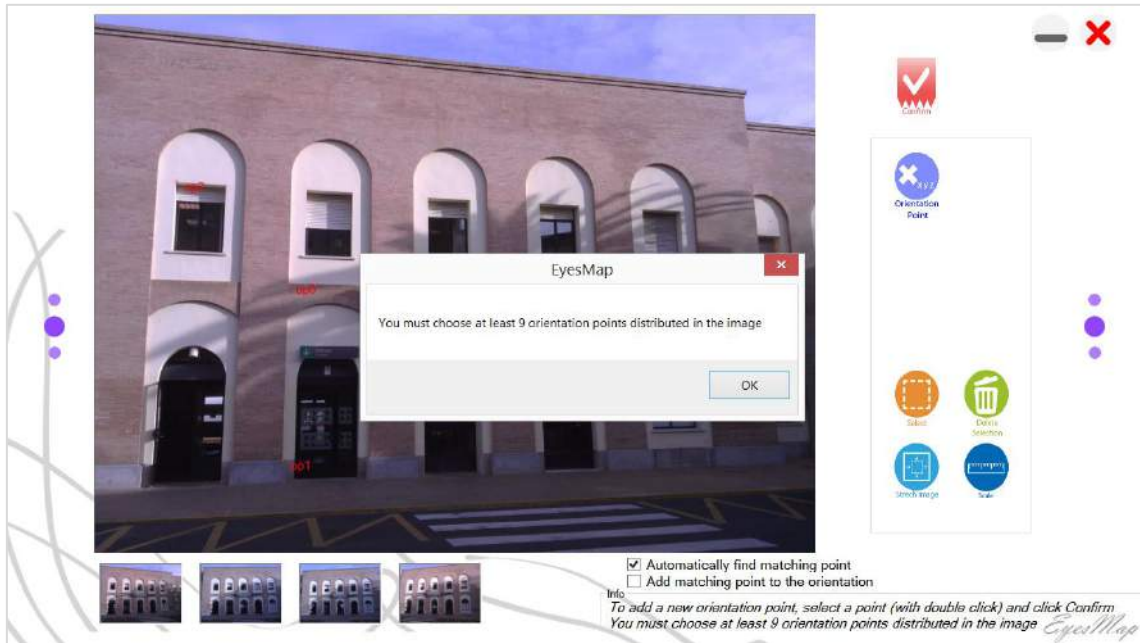 Confirm
Orientation
Point
op0
op1
EyesMap
You must choose at least 9 orientation points distributed in the image
OK
Select
Delete
Selection
Strech Image
Scale
Automatically find matching point
Add matching point to the orientation
Info
To add a new orientation point, select a point (with double click) and click Confirm
You must choose at least 9 orientation points distributed in the image
EyesMap